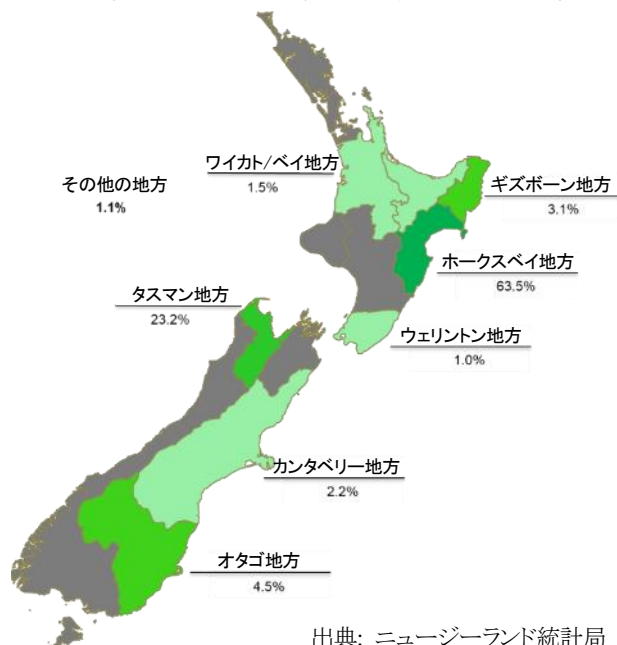 ワイカト/ベイ地方
1.5%
その他の地方
1.1%
ギズボーン地方
3.1%
ホークスベイ地方
63.5%
タスマン地方
23.2%
ウェリントン地方
1.0%
カンタベリー地方
2.2%
オタゴ地方
4.5%
出典: ニュージーランド統計局